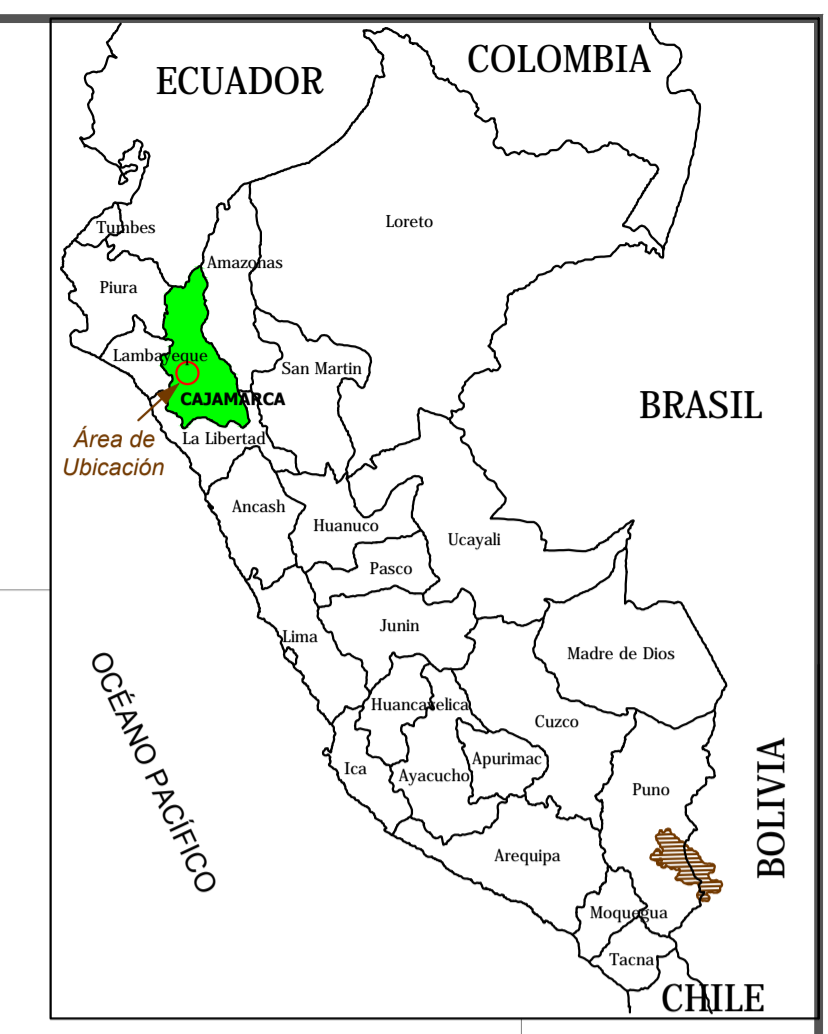 COLOMBIA
ECUADOR
Loreto
Tumbes
Amazonas
Piura
Lambayeque
San Martin
CAJAMARCA
BRASIL
Área de
Ubicación
La Libertad
Ancash
Huanuco
Ucayali
Pasco
Junin
Lima
Madre de Dios
OCÉANO PACÍFICO
Huancavelica
Cuzco
Ica
Ayacucho
Apurimac
Puno
BOLIVIA
Arequipa
Moquegua
Tacna
CHILE